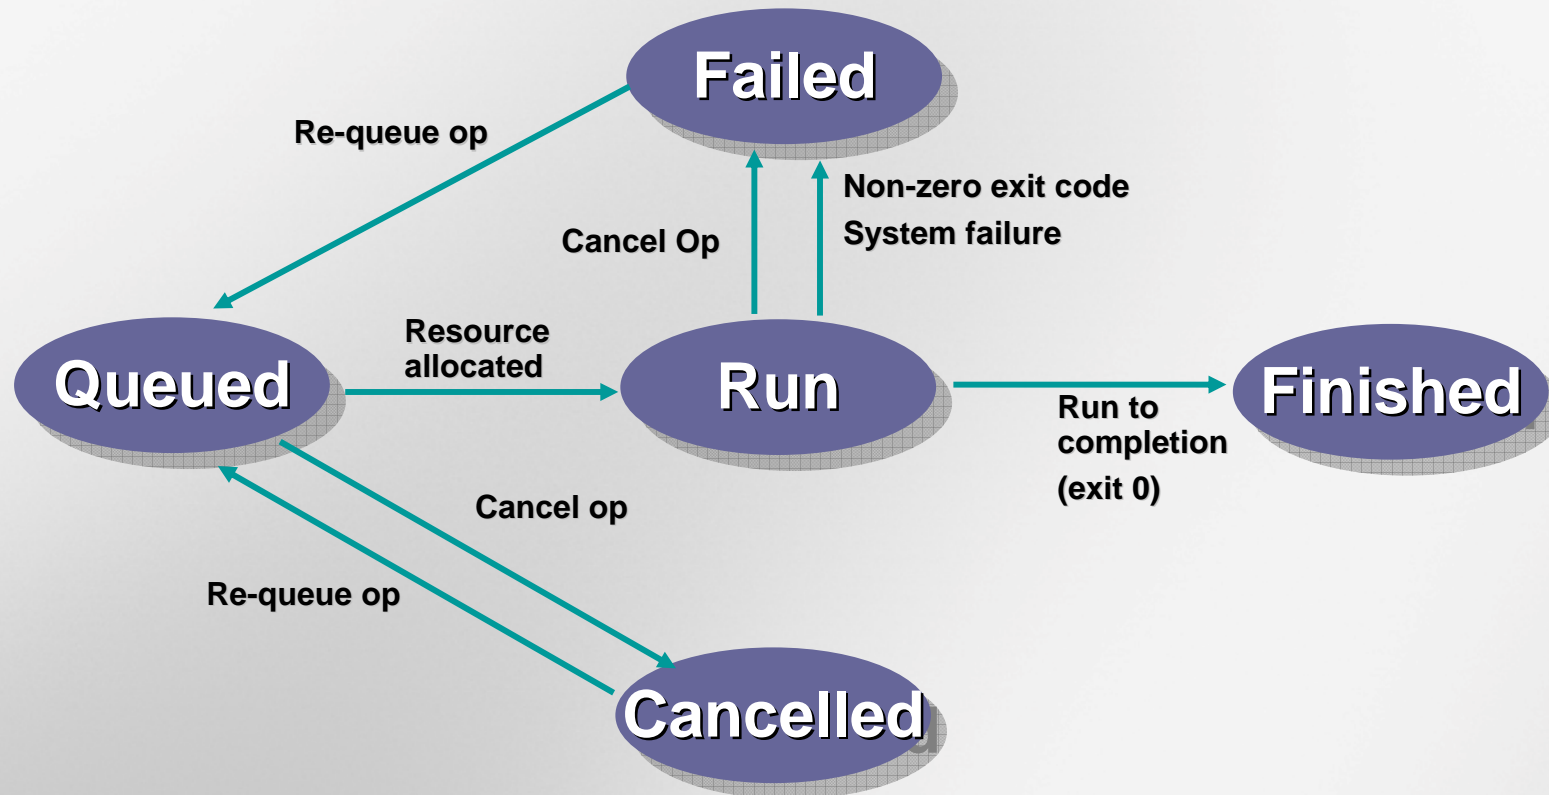 Failed
Re-queue op
Non-zero exit code
Cancel Op
System failure
Resource
allocated
Queued
Run
Finished
Run to
completion
(exit 0)
Cancel op
Re-queue op
Cancelled